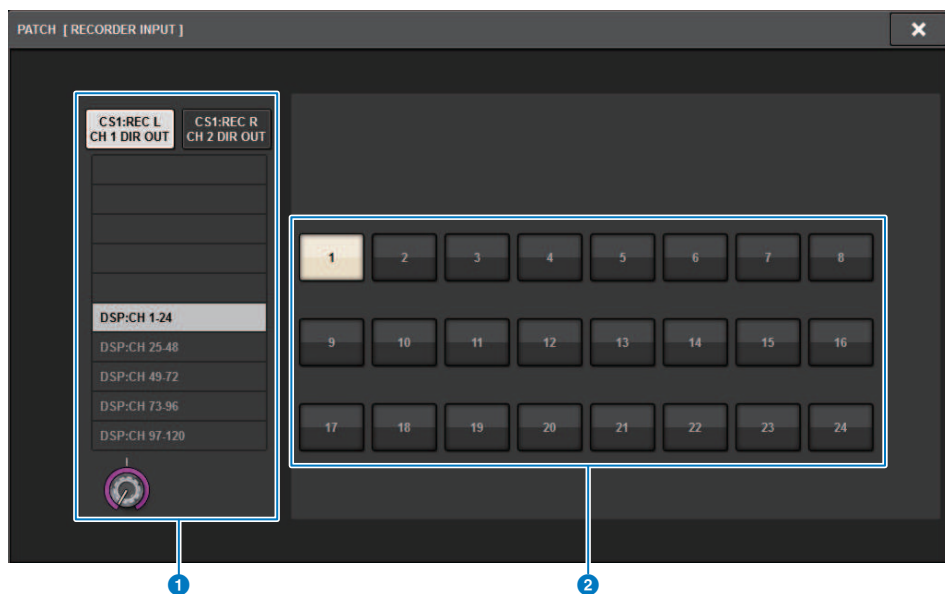 PATCH [ RECORDER INPUT ]
CS1:REC L
CH 1 DIR OUT
CS1:REC R
CH 2 DIR OUT
DSP:CH 1-24
DSP:CH 25-48
DSP:CH 49-72
DSP:CH 73-96
DSP:CH 97-120
1 2 3 4 5 6 7 8
9 10 11 12 13 14 15 16
17 18 19 20 21 22 23 24
1 2